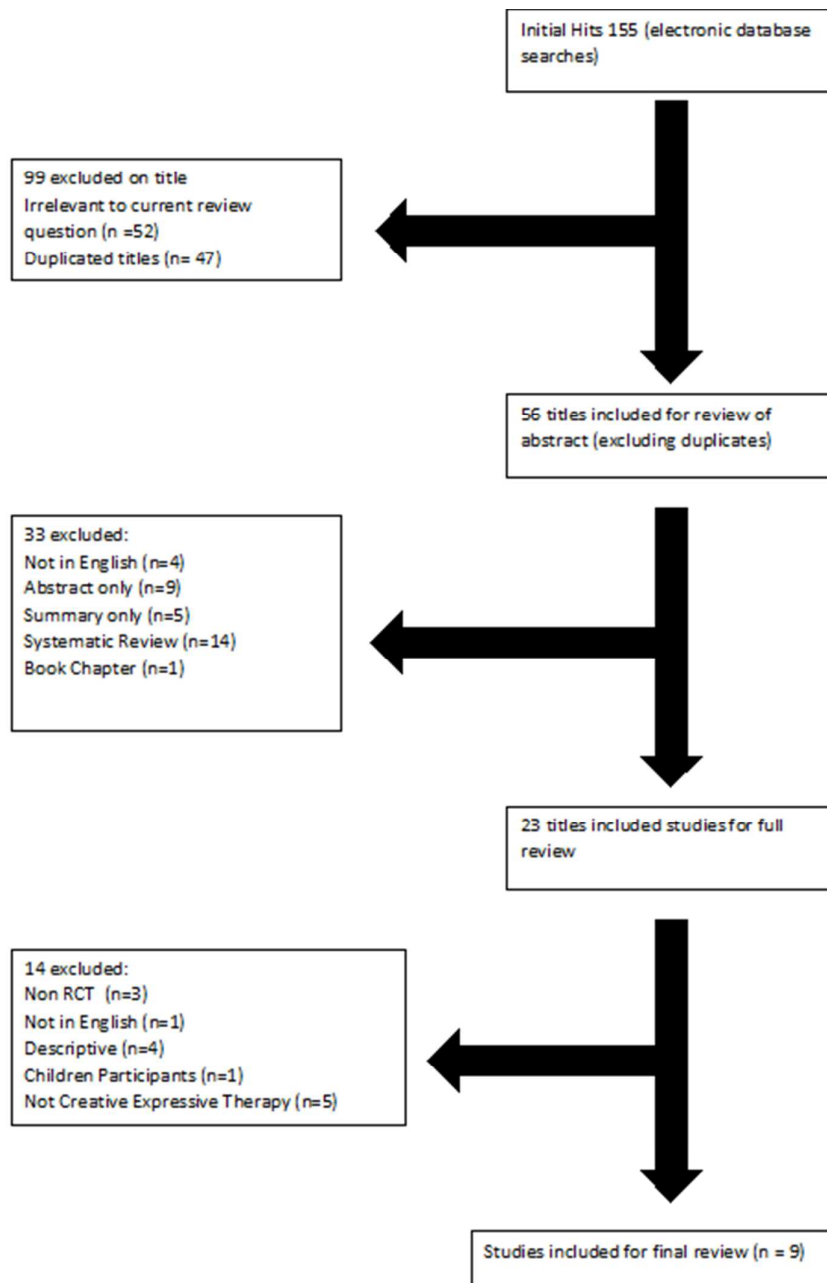 Initial Hits 155 (electronic database
searches)
99 excluded on title
Irrelevant to current review
question (n =52)
Duplicated titles (n= 47)
56 titles included for review of
abstract (excluding duplicates)
33 excluded:
Not in English (n=4)
Abstract only (n=9)
Summary only (n=5)
Systematic Review (n=14)
Book Chapter (n=1)
23 titles included studies for full
review
14 excluded:
Non RCT (n=3)
Not in English (n=1)
Descriptive (n=4)
Children Participants (n=1)
Not Creative Expressive Therapy (n=5)
Studies included for final review (n = 9)